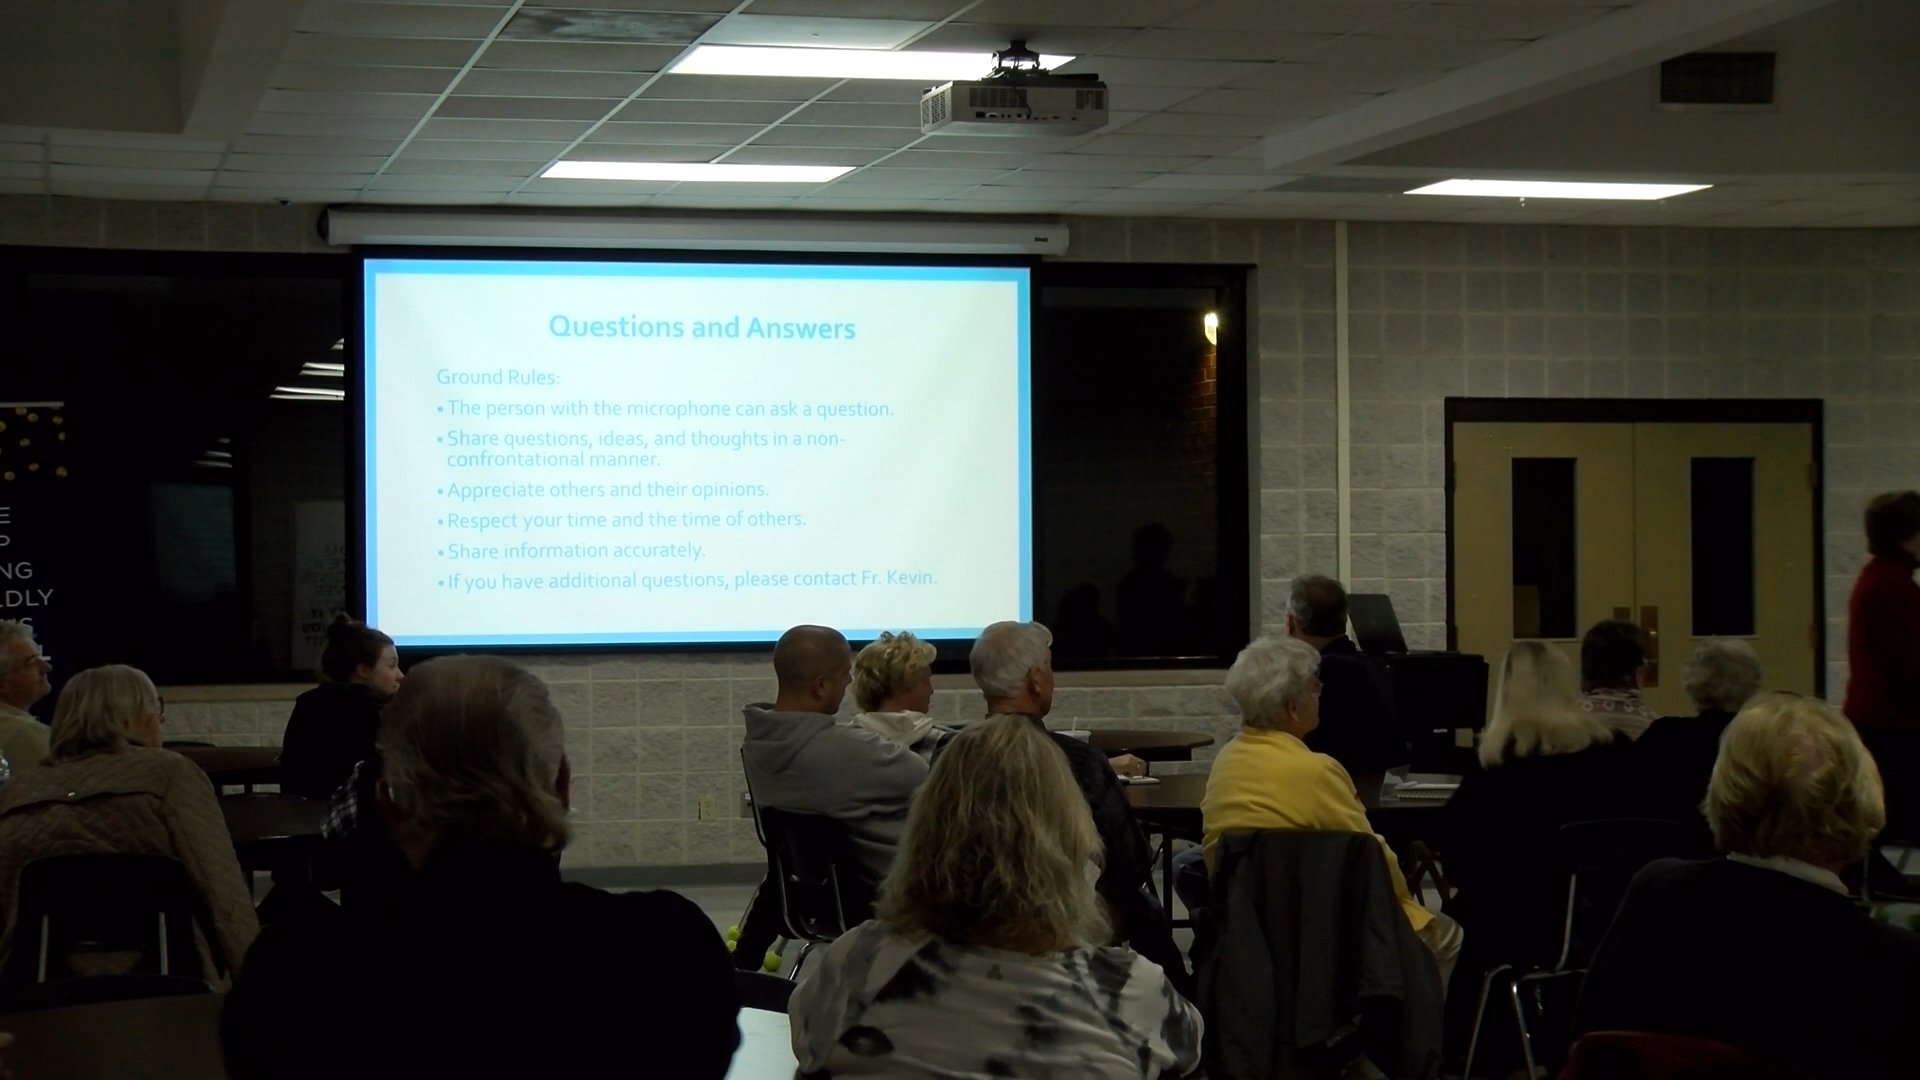 Questions and Answers
Ground Rules:
• The person with the microphone can ask a question.
• Share questions, ideas, and thoughts in a non-
confrontational manner.
• Appreciate others and their opinions.
• Respect your time and the time of others.
• Share information accurately.
• If you have additional questions, please contact Fr. Kevin.
E
P
NG
LDLY